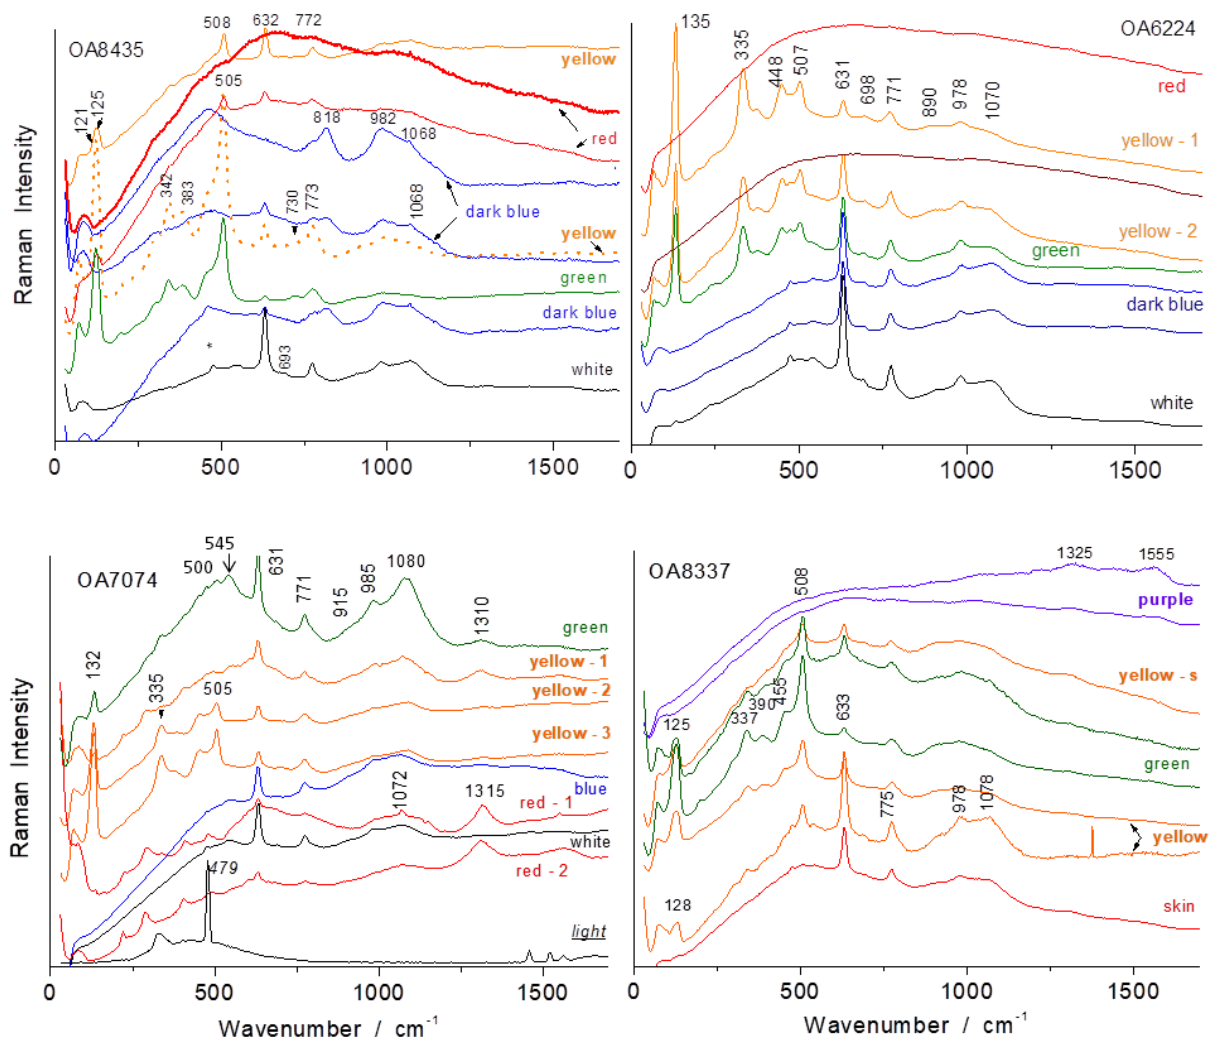 OA8435
508
632
772
yellow
505
121
125
818
982
1068
red
342
383
730
773
1068
dark blue
yellow
green
dark blue
*
693
white
Raman Intensity
0
500
1000
1500
135
OA6224
335
448
507
631
698
771
890
978
1070
red
yellow - 1
yellow - 2
green
dark blue
white
0
500
1000
1500
OA7074
545
500
631
771
915
985
1080
1310
green
132
335
505
yellow - 1
yellow - 2
yellow - 3
blue
1072
1315
red - 1
white
479
red - 2
light
Raman Intensity
0
500
1000
1500
Wavenumber / cm⁻¹
OA8337
508
1325
1555
purple
yellow - s
125
337
390
455
633
green
775
978
1078
yellow
128
skin
0
500
1000
1500
Wavenumber / cm⁻¹